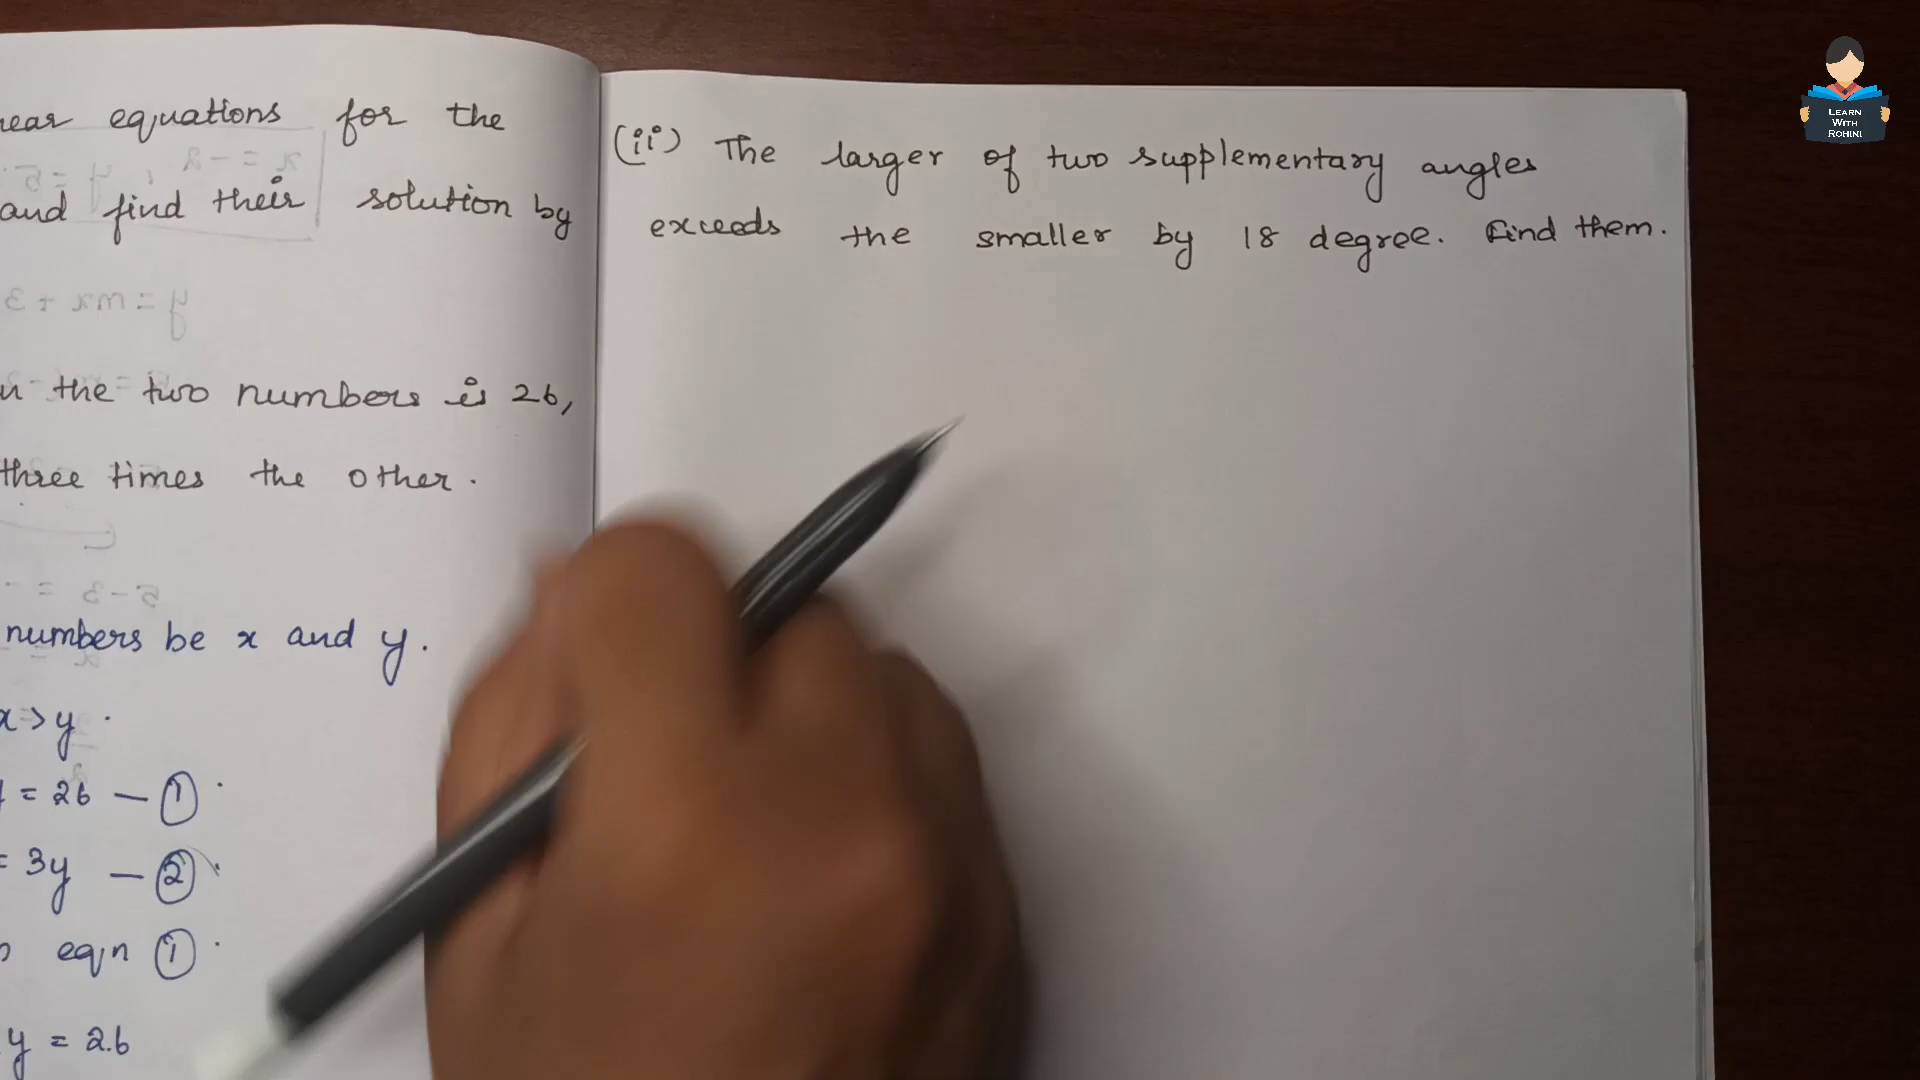 near equations for the
and find their solution by
n the two numbers is 26,
three times the other.
numbers be x and y.
x > y.
y = 26 — ①
= 3y — ②
eqn ①
y = 26
(ii) The larger of two supplementary angles
exceeds the smaller by 18 degree. Find them.
LEARN
WITH
ROHINI